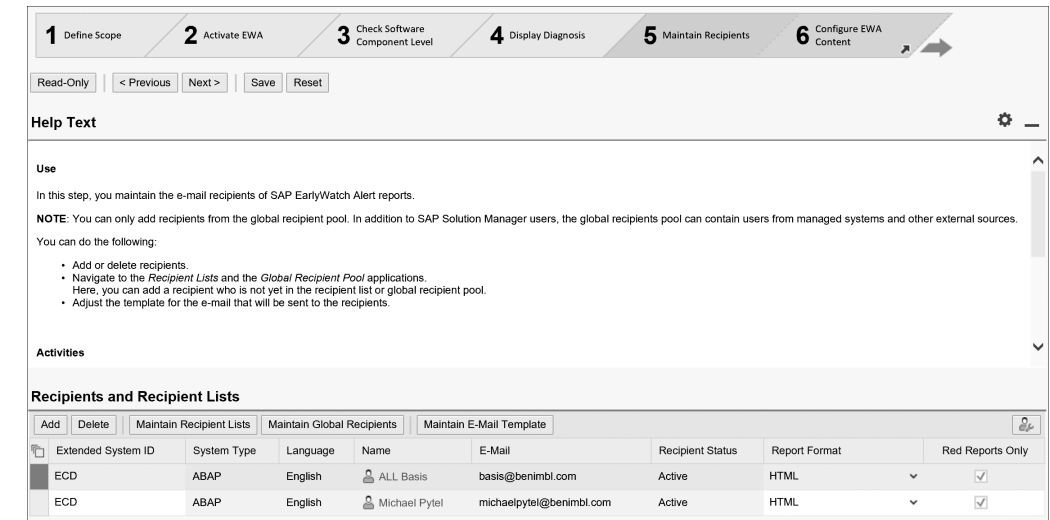 1 Define Scope 2 Activate EWA 3 Check Software Component Level 4 Display Diagnosis 5 Maintain Recipients 6 Configure EWA Content
Read-Only < Previous Next > Save Reset
Help Text
Use
In this step, you maintain the e-mail recipients of SAP EarlyWatch Alert reports.
NOTE: You can only add recipients from the global recipient pool. In addition to SAP Solution Manager users, the global recipients pool can contain users from managed systems and other external sources.
You can do the following:
• Add or delete recipients.
• Navigate to the Recipient Lists and the Global Recipient Pool applications.
Here, you can add a recipient who is not yet in the recipient list or global recipient pool.
• Adjust the template for the e-mail that will be sent to the recipients.
Activities
Recipients and Recipient Lists
Add Delete Maintain Recipient Lists Maintain Global Recipients Maintain E-Mail Template
Extended System ID System Type Language Name E-Mail Recipient Status Report Format Red Reports Only
ECD ABAP English ALL Basis basis@benimbl.com Active HTML
ECD ABAP English Michael Pytel michaelpytel@benimbl.com Active HTML